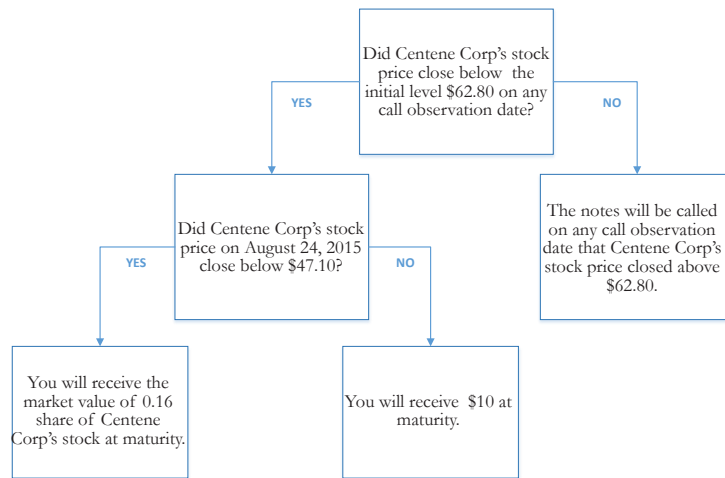 Did Centene Corp's stock
price close below the
initial level $62.80 on any
call observation date?
YES
NO
Did Centene Corp's stock
price on August 24, 2015
close below $47.10?
The notes will be called
on any call observation
date that Centene Corp's
stock price closed above
$62.80.
YES
NO
You will receive the
market value of 0.16
share of Centene
Corp's stock at maturity.
You will receive $10 at
maturity.